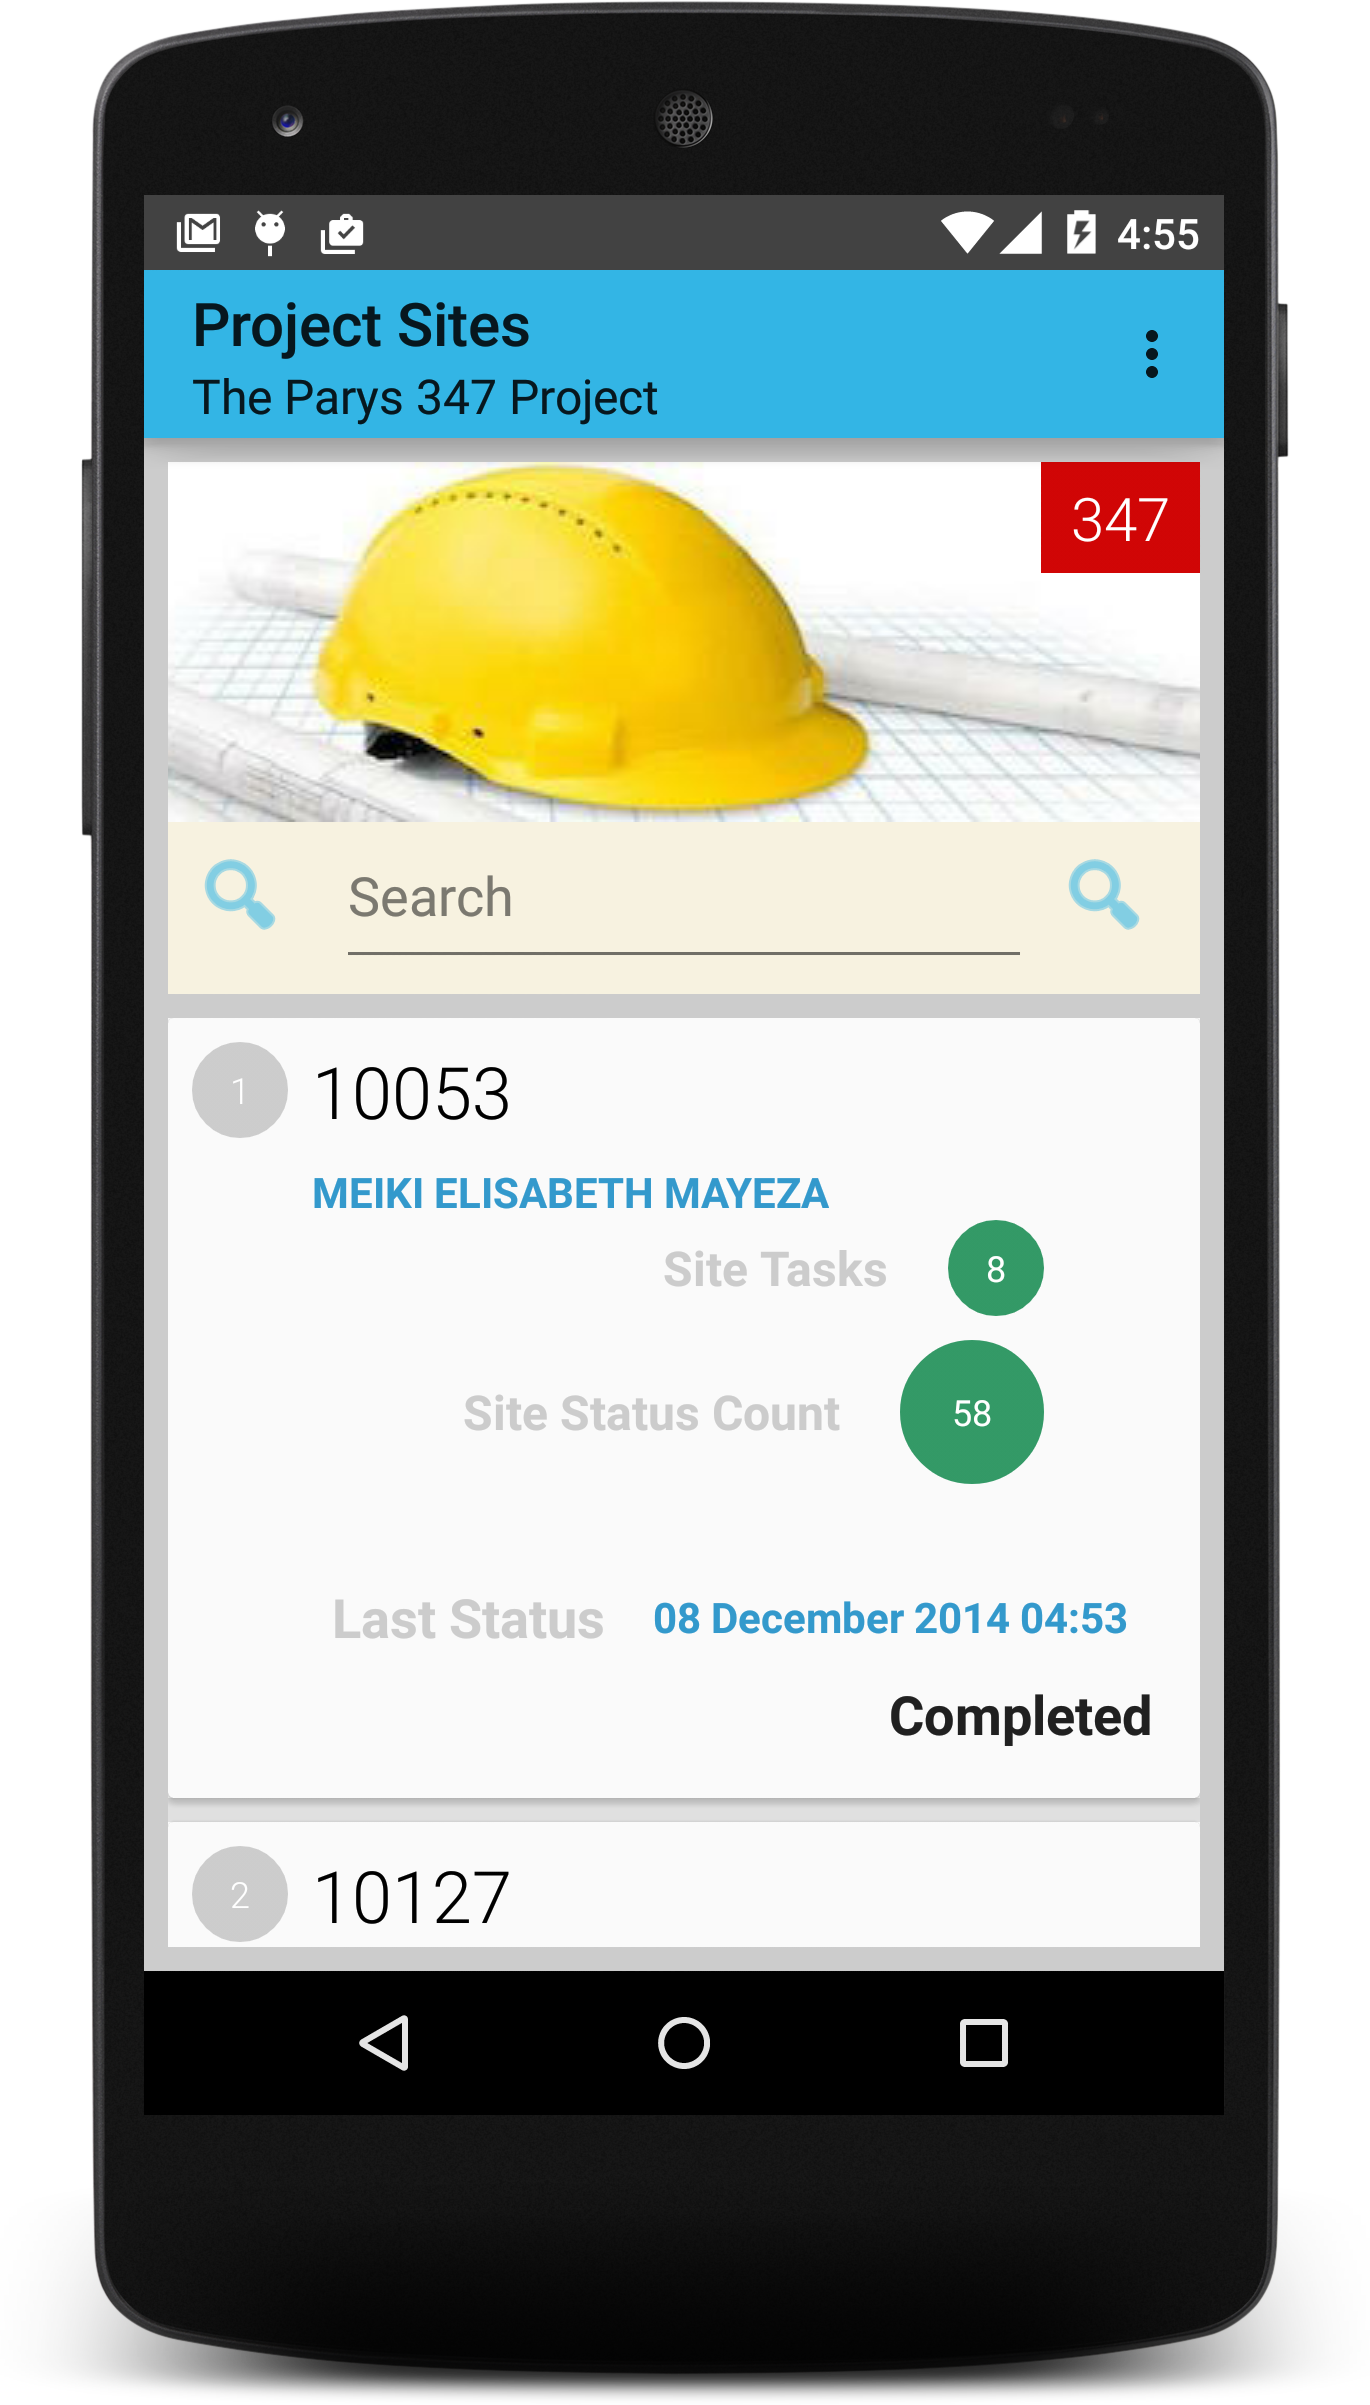 4:55
Project Sites
The Parys 347 Project
347
Search
1
10053
MEIKI ELISABETH MAYEZA
Site Tasks 8
Site Status Count 58
Last Status 08 December 2014 04:53
Completed
2
10127